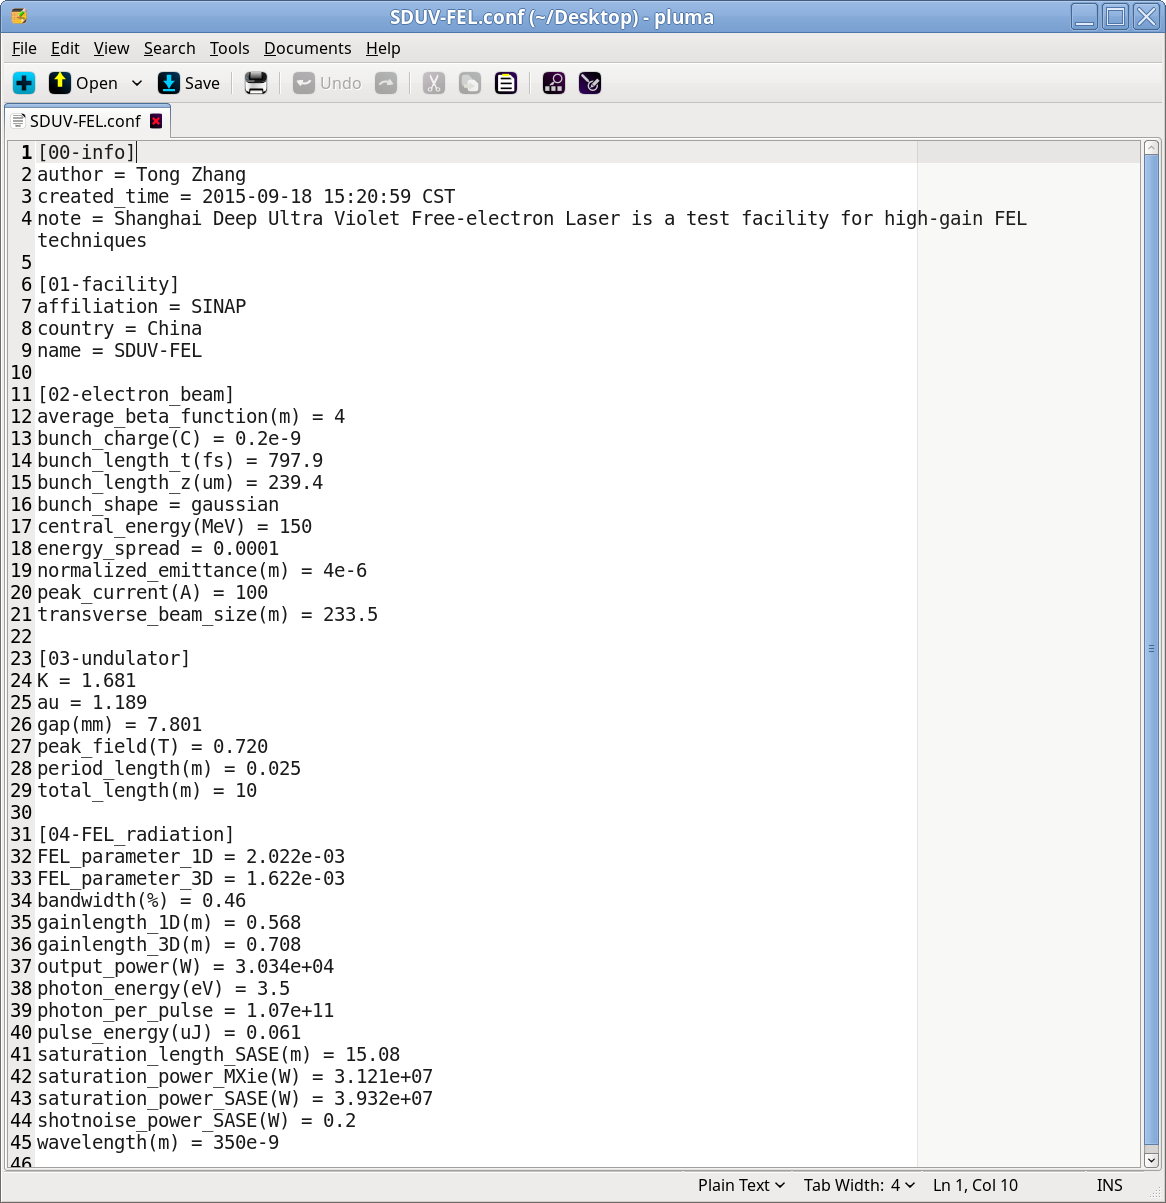 SDUV-FEL.conf (~/Desktop) - pluma
File Edit View Search Tools Documents Help
Open Save Undo
SDUV-FEL.conf
1 [00-info]
2 author = Tong Zhang
3 created_time = 2015-09-18 15:20:59 CST
4 note = Shanghai Deep Ultra Violet Free-electron Laser is a test facility for high-gain FEL
techniques
5
6 [01-facility]
7 affiliation = SINAP
8 country = China
9 name = SDUV-FEL
10
11 [02-electron_beam]
12 average_beta_function(m) = 4
13 bunch_charge(C) = 0.2e-9
14 bunch_length_t(fs) = 797.9
15 bunch_length_z(um) = 239.4
16 bunch_shape = gaussian
17 central_energy(MeV) = 150
18 energy_spread = 0.0001
19 normalized_emittance(m) = 4e-6
20 peak_current(A) = 100
21 transverse_beam_size(m) = 233.5
22
23 [03-undulator]
24 K = 1.681
25 au = 1.189
26 gap(mm) = 7.801
27 peak_field(T) = 0.720
28 period_length(m) = 0.025
29 total_length(m) = 10
30
31 [04-FEL_radiation]
32 FEL_parameter_1D = 2.022e-03
33 FEL_parameter_3D = 1.622e-03
34 bandwidth(%) = 0.46
35 gainlength_1D(m) = 0.568
36 gainlength_3D(m) = 0.708
37 output_power(W) = 3.034e+04
38 photon_energy(eV) = 3.5
39 photon_per_pulse = 1.07e+11
40 pulse_energy(uJ) = 0.061
41 saturation_length_SASE(m) = 15.08
42 saturation_power_MXie(W) = 3.121e+07
43 saturation_power_SASE(W) = 3.932e+07
44 shotnoise_power_SASE(W) = 0.2
45 wavelength(m) = 350e-9
46
Plain Text Tab Width: 4 Ln 1, Col 10 INS